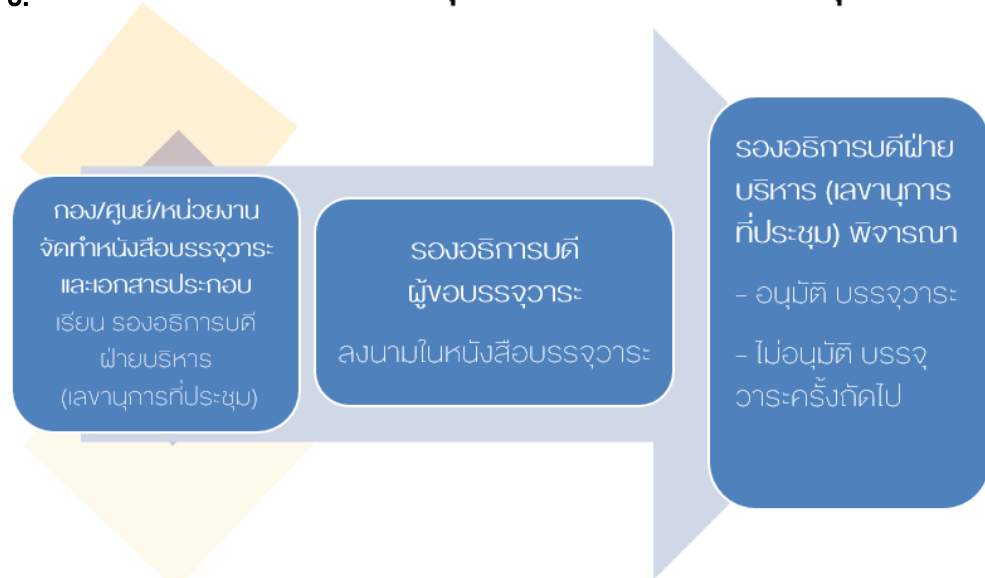 กอง/ศูนย์/หน่วยงาน
จัดทำหนังสือบรรจุวาระ
และเอกสารประกอบ
เรียน รองอธิการบดี
ฝ่ายบริหาร
(เลขานุการที่ประชุม)
รองอธิการบดี
ผู้ขอบรรจุวาระ
ลงนามในหนังสือบรรจุวาระ
รองอธิการบดีฝ่าย
บริหาร (เลขานุการ
ที่ประชุม) พิจารณา
- อนุมัติ บรรจุวาระ
- ไม่อนุมัติ บรรจุ
วาระครั้งถัดไป